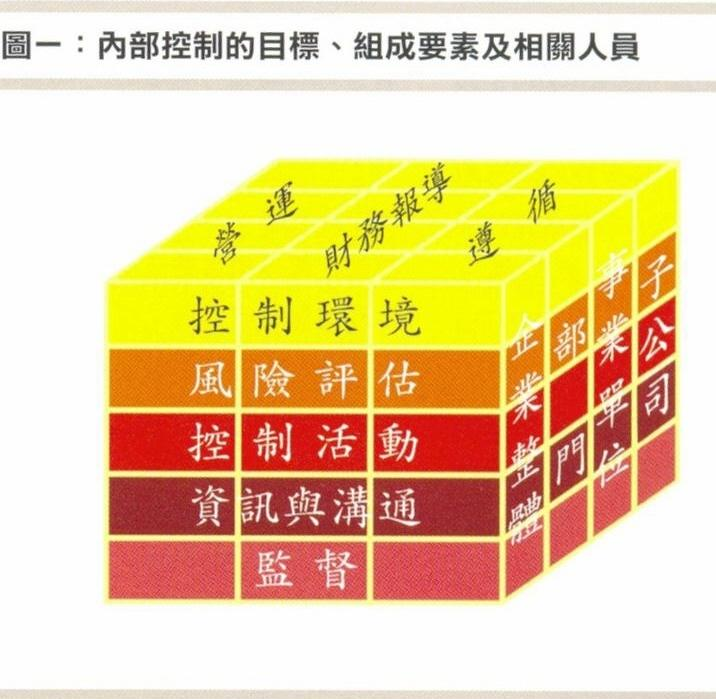 圖一：內部控制的目標、組成要素及相關人員
營運
財務報導
遵循
控制環境
風險評估
控制活動
資訊與溝通
監督
企業整體
部門
事業單位
子公司